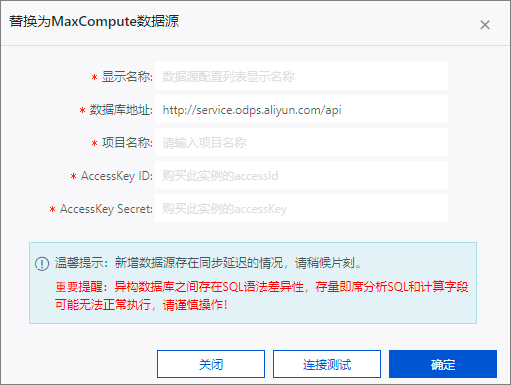 替换为MaxCompute数据源
* 显示名称: 数据源配置列表显示名称
* 数据库地址: http://service.odps.aliyun.com/api
* 项目名称: 请输入项目名称
* AccessKey ID: 购买此实例的accessId
* AccessKey Secret: 购买此实例的accessKey
温馨提示：新增数据源存在同步延迟的情况，请稍候片刻。
重要提醒：异构数据库之间存在SQL语法差异性，存量即席分析SQL和计算字段
可能无法正常执行，请谨慎操作！
关闭 连接测试 确定